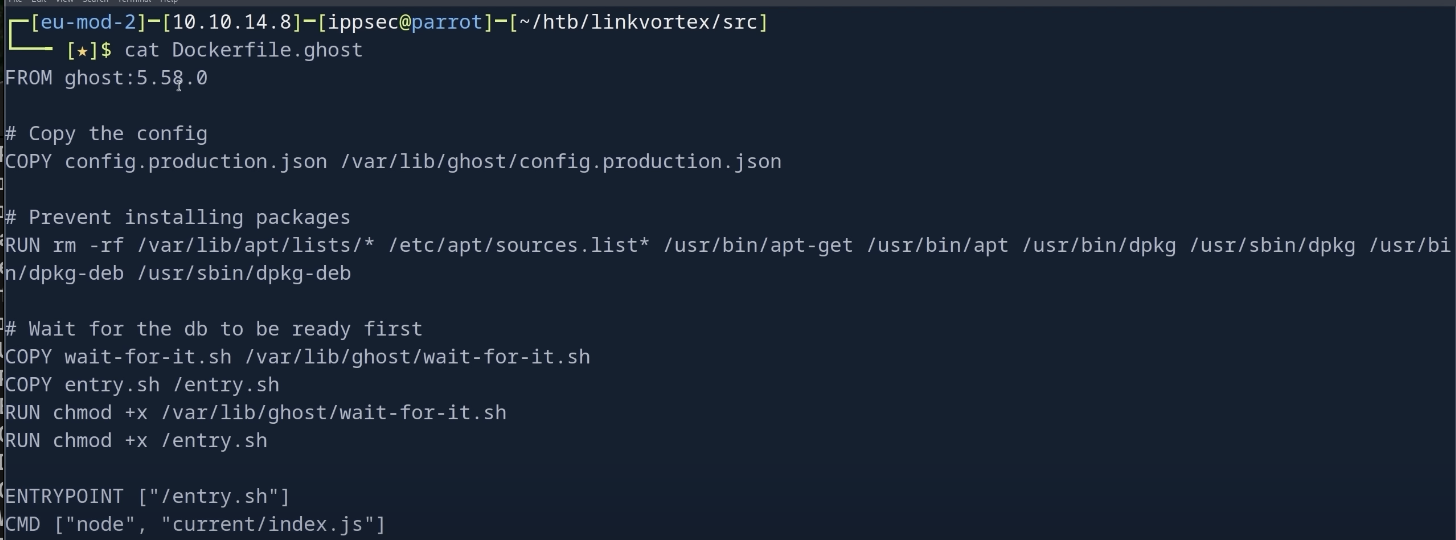 [eu-mod-2]-[10.10.14.8]-[ippsec@parrot]-[~/htb/linkvortex/src]
[★]$ cat Dockerfile.ghost
FROM ghost:5.58.0
# Copy the config
COPY config.production.json /var/lib/ghost/config.production.json
# Prevent installing packages
RUN rm -rf /var/lib/apt/lists/* /etc/apt/sources.list* /usr/bin/apt-get /usr/bin/apt /usr/bin/dpkg /usr/sbin/dpkg /usr/bi
n/dpkg-deb /usr/sbin/dpkg-deb
# Wait for the db to be ready first
COPY wait-for-it.sh /var/lib/ghost/wait-for-it.sh
COPY entry.sh /entry.sh
RUN chmod +x /var/lib/ghost/wait-for-it.sh
RUN chmod +x /entry.sh
ENTRYPOINT ["/entry.sh"]
CMD ["node", "current/index.js"]